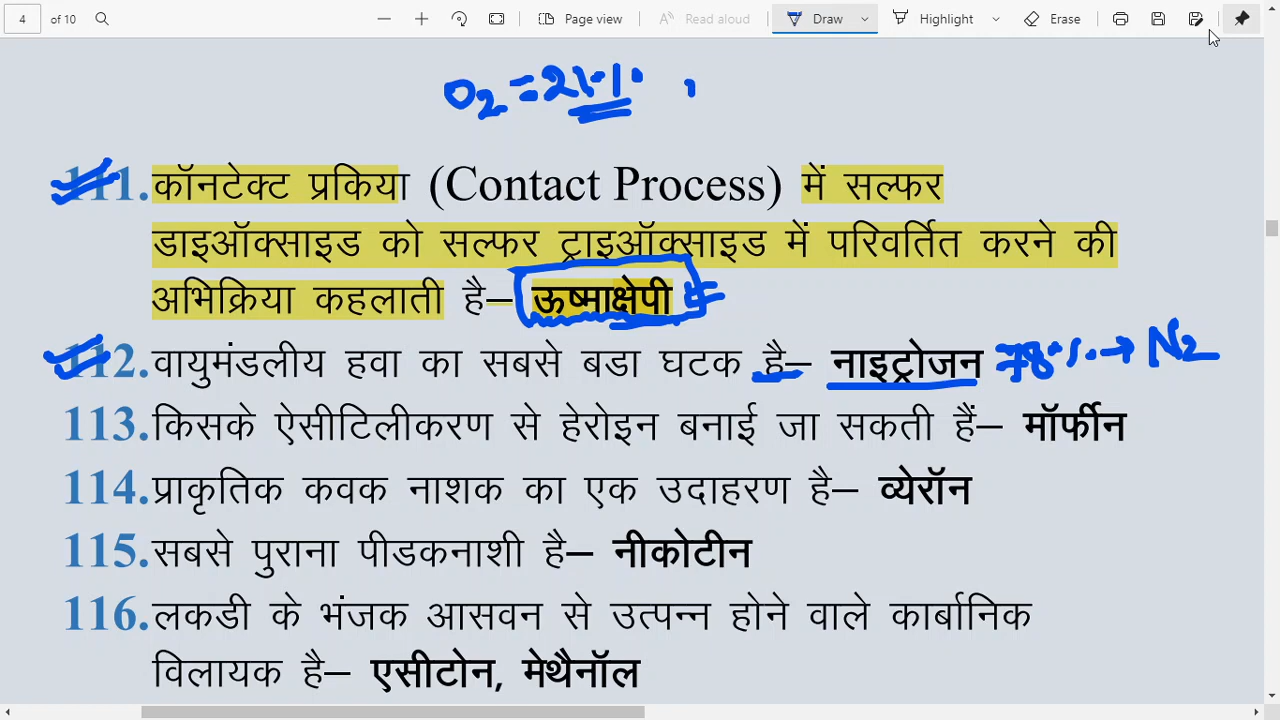 4 of 10 Page view Read aloud Draw Highlight Erase
O2 = 21%
111. कॉनटेक्ट प्रकिया (Contact Process) में सल्फर
डाइऑक्साइड को सल्फर ट्राइऑक्साइड में परिवर्तित करने की
अभिक्रिया कहलाती है– ऊष्माक्षेपी
112. वायुमंडलीय हवा का सबसे बडा घटक है– नाइट्रोजन 78% → N2
113. किसके ऐसीटिलीकरण से हेरोइन बनाई जा सकती हैं– मॉर्फीन
114. प्राकृतिक कवक नाशक का एक उदाहरण है– व्येरॉन
115. सबसे पुराना पीडकनाशी है– नीकोटीन
116. लकडी के भंजक आसवन से उत्पन्न होने वाले कार्बानिक
विलायक है– एसीटोन, मेथैनॉल